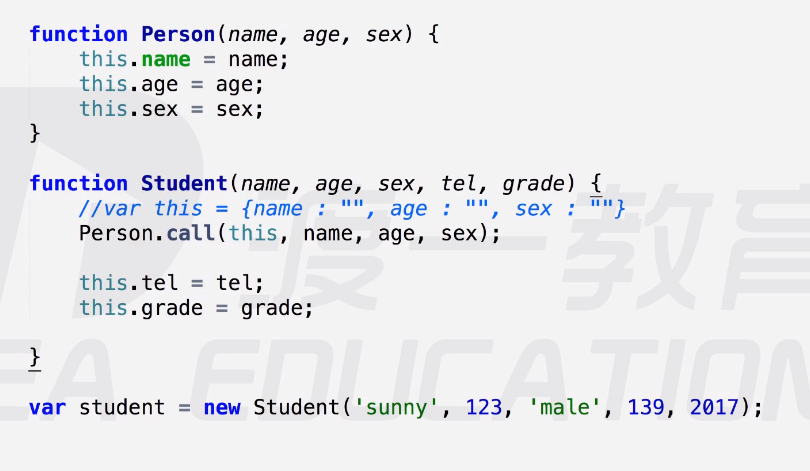 function Person(name, age, sex) {
    this.name = name;
    this.age = age;
    this.sex = sex;
}
function Student(name, age, sex, tel, grade) {
    //var this = {name : "", age : "", sex : ""}
    Person.call(this, name, age, sex);
    this.tel = tel;
    this.grade = grade;
}
var student = new Student('sunny', 123, 'male', 139, 2017);
渡一教育
EDUCATION